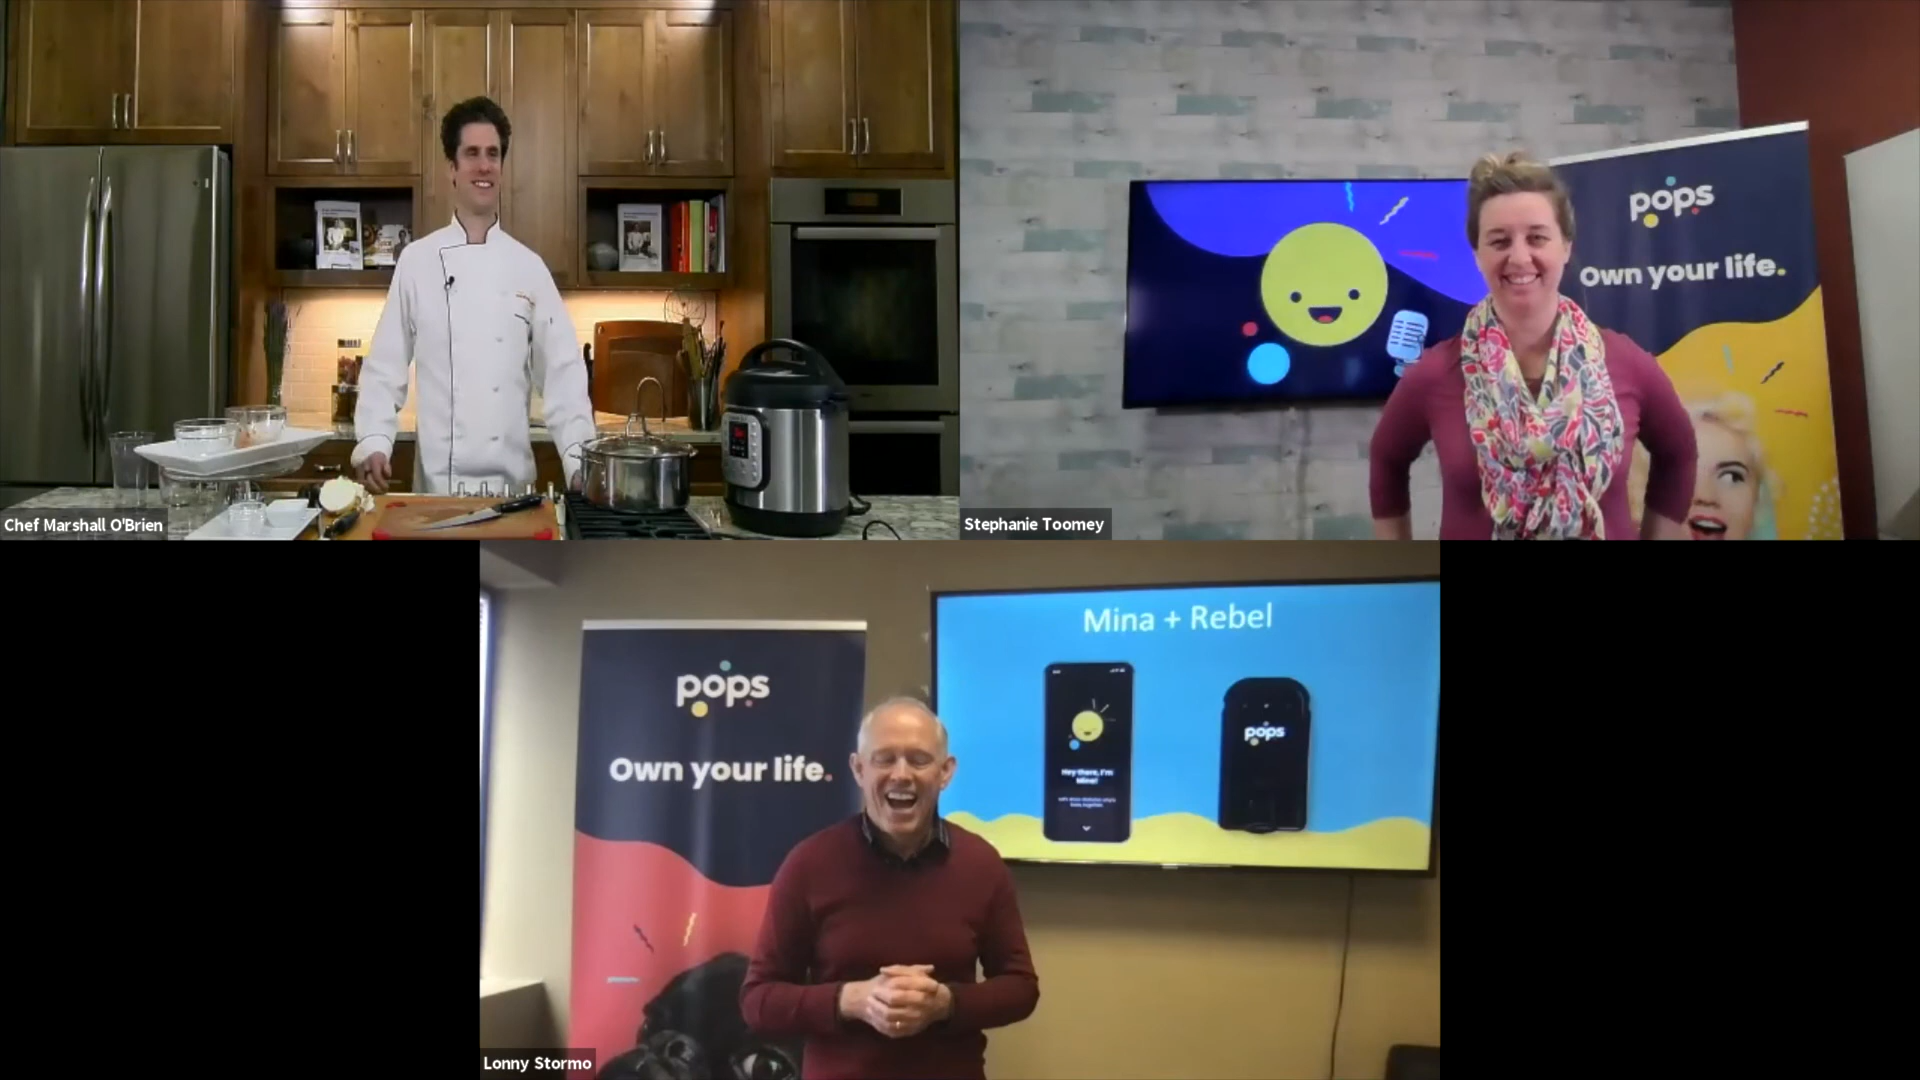 Chef Marshall O'Brien
pops
Own your life.
Stephanie Toomey
pops
Own your life.
Mina + Rebel
Hey there, I'm
Mina!
pops
Lonny Stormo